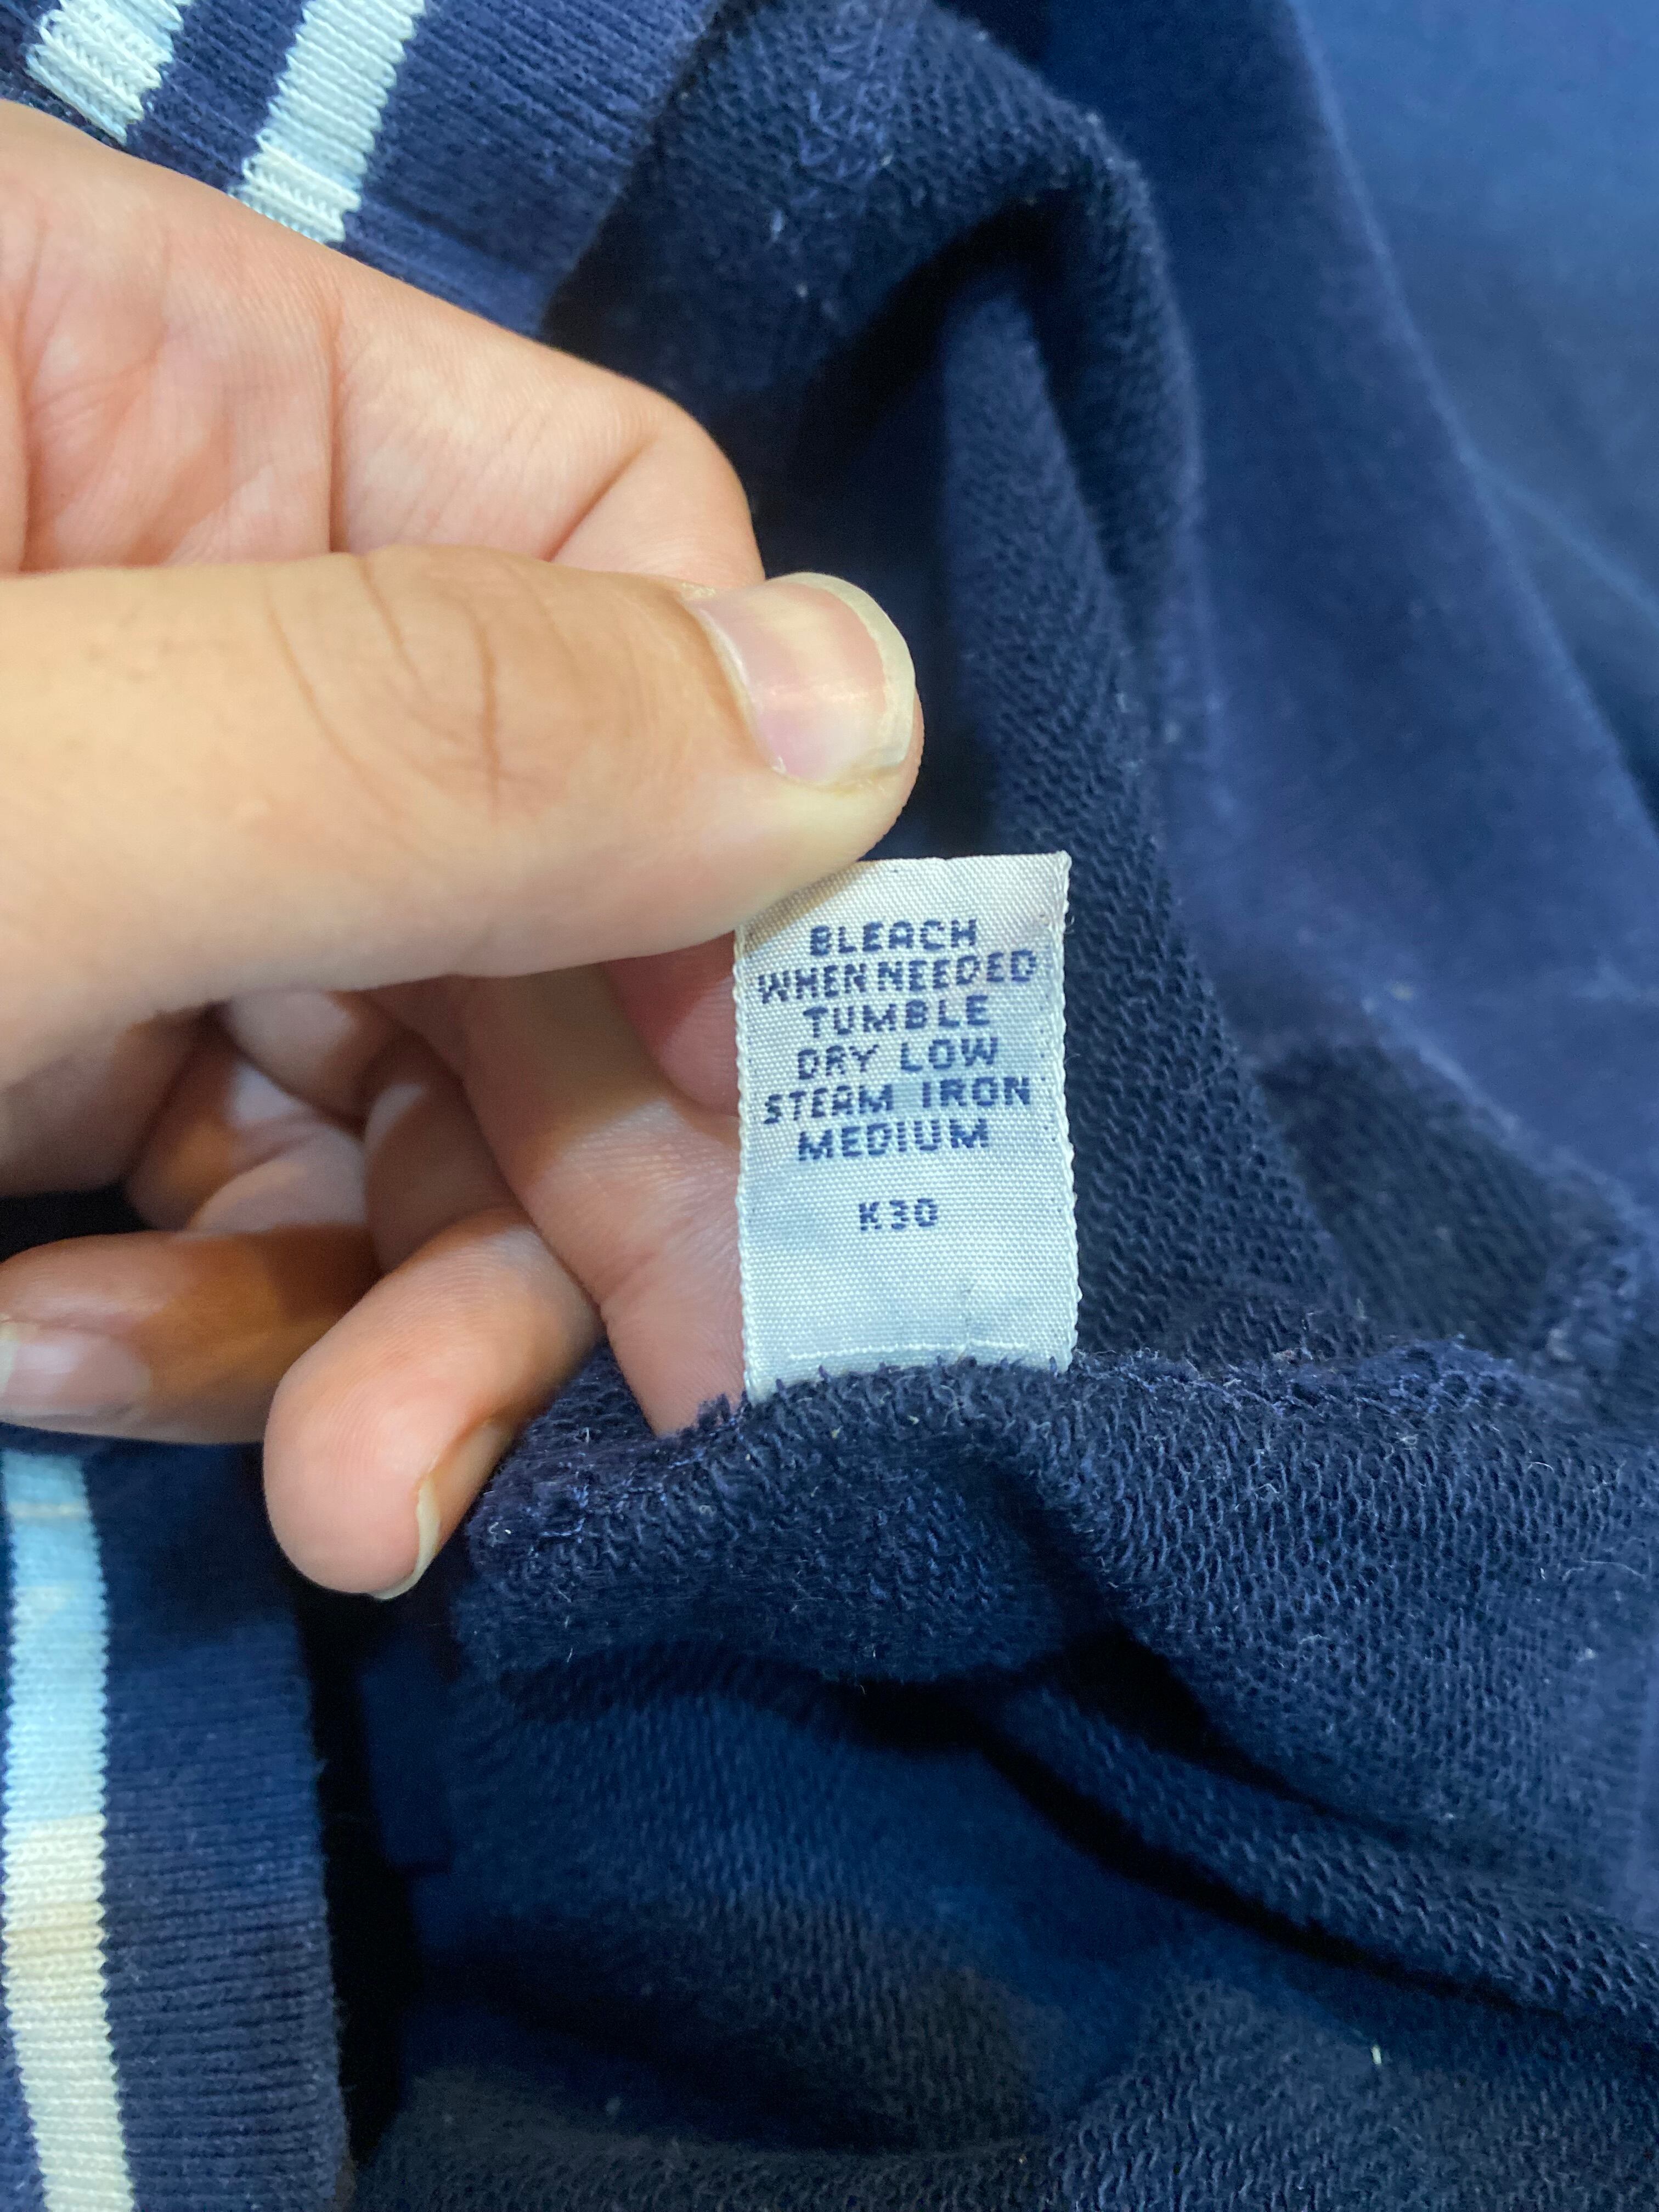 BLEACH
WHEN NEEDED
TUMBLE
DRY LOW
STEAM IRON
MEDIUM
K30